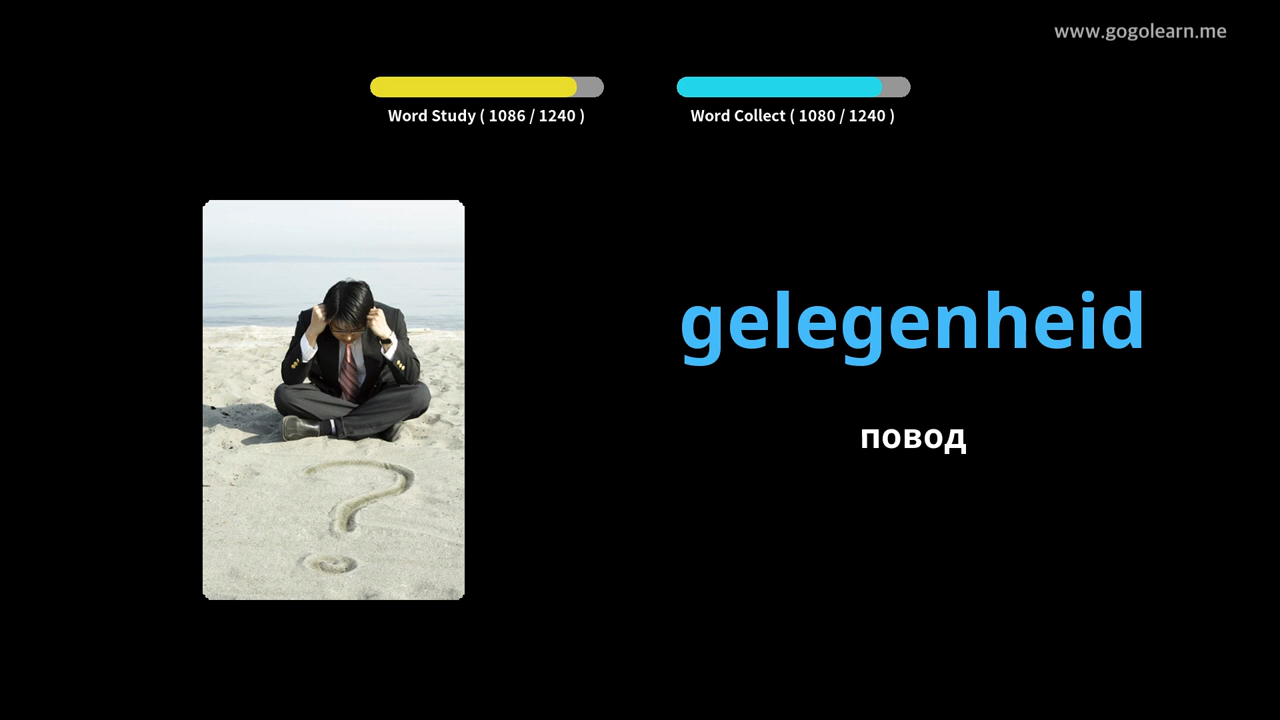 www.gogolearn.me
Word Study ( 1086 / 1240 )
Word Collect ( 1080 / 1240 )
gelegenheid
повод
?